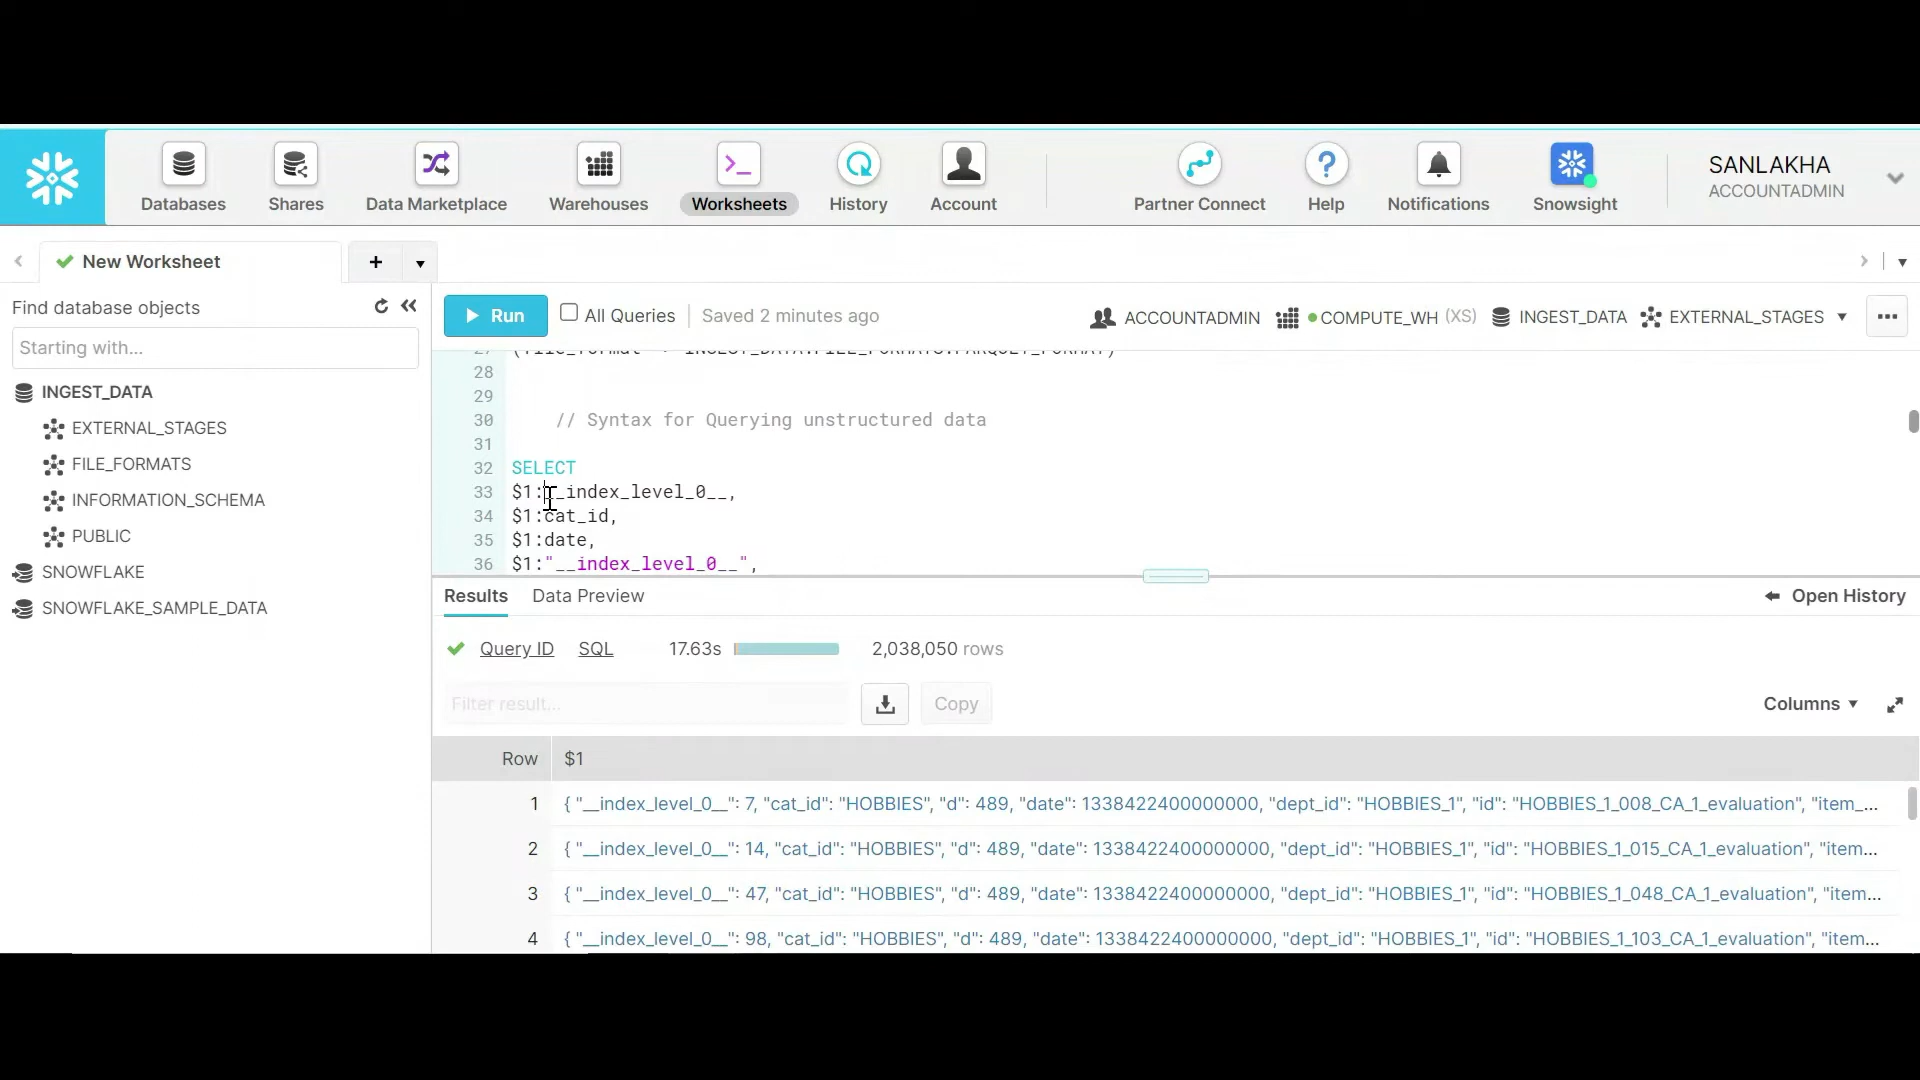 Databases
Shares
Data Marketplace
Warehouses
Worksheets
History
Account
Partner Connect
Help
Notifications
Snowsight
SANLAKHA
ACCOUNTADMIN
New Worksheet
Find database objects
Starting with...
INGEST_DATA
EXTERNAL_STAGES
FILE_FORMATS
INFORMATION_SCHEMA
PUBLIC
SNOWFLAKE
SNOWFLAKE_SAMPLE_DATA
Run All Queries Saved 2 minutes ago ACCOUNTADMIN COMPUTE_WH (XS) INGEST_DATA EXTERNAL_STAGES
28
29
30 // Syntax for Querying unstructured data
31
32 SELECT
33 $1:__index_level_0__,
34 $1:cat_id,
35 $1:date,
36 $1:"__index_level_0__",
Results Data Preview Open History
Query ID SQL 17.63s 2,038,050 rows
Filter result... Copy Columns
Row $1
1 { "__index_level_0__": 7, "cat_id": "HOBBIES", "d": 489, "date": 1338422400000000, "dept_id": "HOBBIES_1", "id": "HOBBIES_1_008_CA_1_evaluation", "item_...
2 { "__index_level_0__": 14, "cat_id": "HOBBIES", "d": 489, "date": 1338422400000000, "dept_id": "HOBBIES_1", "id": "HOBBIES_1_015_CA_1_evaluation", "item...
3 { "__index_level_0__": 47, "cat_id": "HOBBIES", "d": 489, "date": 1338422400000000, "dept_id": "HOBBIES_1", "id": "HOBBIES_1_048_CA_1_evaluation", "item...
4 { "__index_level_0__": 98, "cat_id": "HOBBIES", "d": 489, "date": 1338422400000000, "dept_id": "HOBBIES_1", "id": "HOBBIES_1_103_CA_1_evaluation", "item...